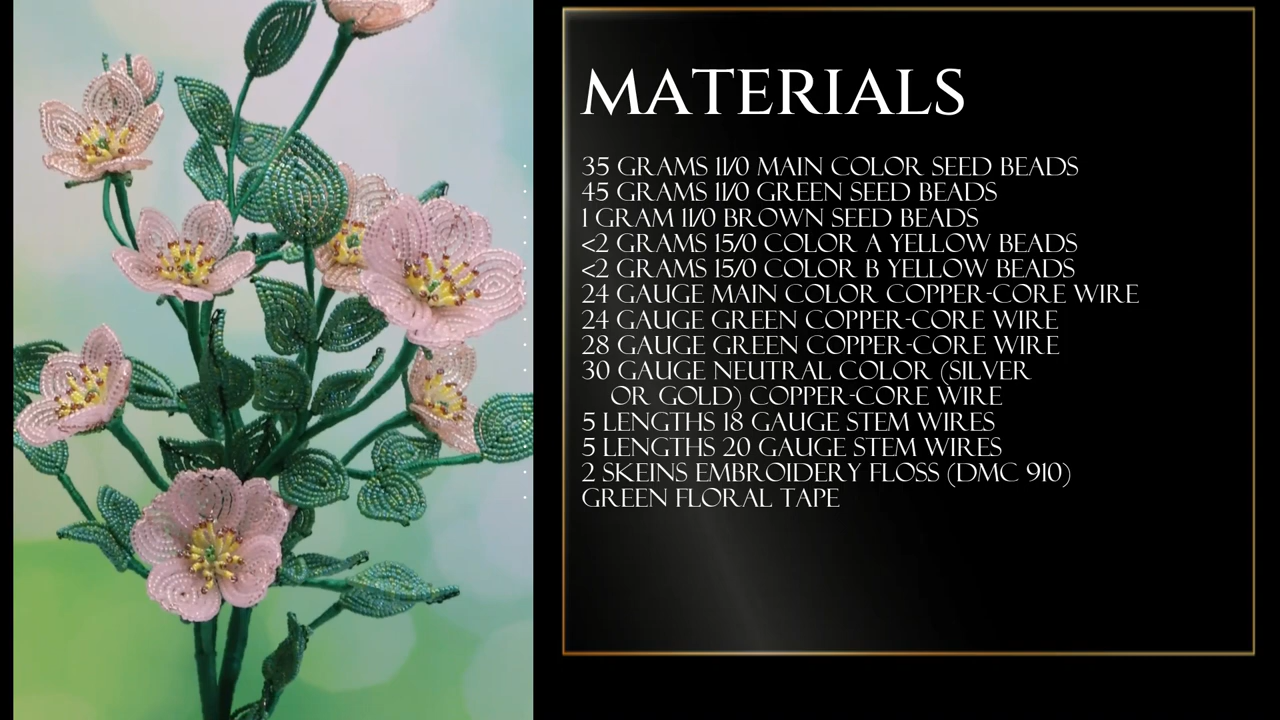 MATERIALS
35 GRAMS 11/0 MAIN COLOR SEED BEADS
45 GRAMS 11/0 GREEN SEED BEADS
1 GRAM 11/0 BROWN SEED BEADS
<2 GRAMS 15/0 COLOR A YELLOW BEADS
<2 GRAMS 15/0 COLOR B YELLOW BEADS
24 GAUGE MAIN COLOR COPPER-CORE WIRE
24 GAUGE GREEN COPPER-CORE WIRE
28 GAUGE GREEN COPPER-CORE WIRE
30 GAUGE NEUTRAL COLOR (SILVER
OR GOLD) COPPER-CORE WIRE
5 LENGTHS 18 GAUGE STEM WIRES
5 LENGTHS 20 GAUGE STEM WIRES
2 SKEINS EMBROIDERY FLOSS (DMC 910)
GREEN FLORAL TAPE